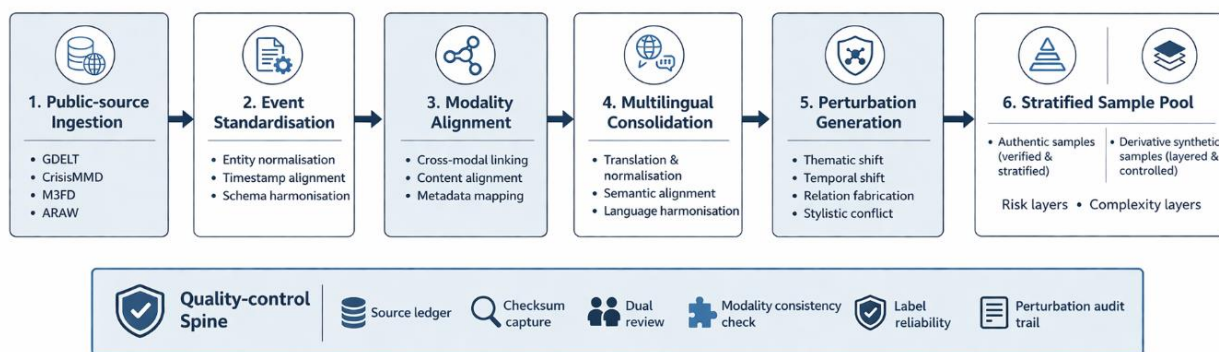 1. Public-source
Ingestion
• GDELT
• CrisisMMD
• M3FD
• ARAW
2. Event
Standardisation
• Entity normalisation
• Timestamp alignment
• Schema harmonisation
3. Modality
Alignment
• Cross-modal linking
• Content alignment
• Metadata mapping
4. Multilingual
Consolidation
• Translation &
normalisation
• Semantic alignment
• Language harmonisation
5. Perturbation
Generation
• Thematic shift
• Temporal shift
• Relation fabrication
• Stylistic conflict
6. Stratified Sample Pool
• Authentic samples
(verified &
stratified)
• Derivative synthetic
samples (layered &
controlled)
Risk layers • Complexity layers
Quality-control
Spine
Source ledger
Checksum
capture
Dual
review
Modality consistency
check
Label
reliability
Perturbation audit
trail